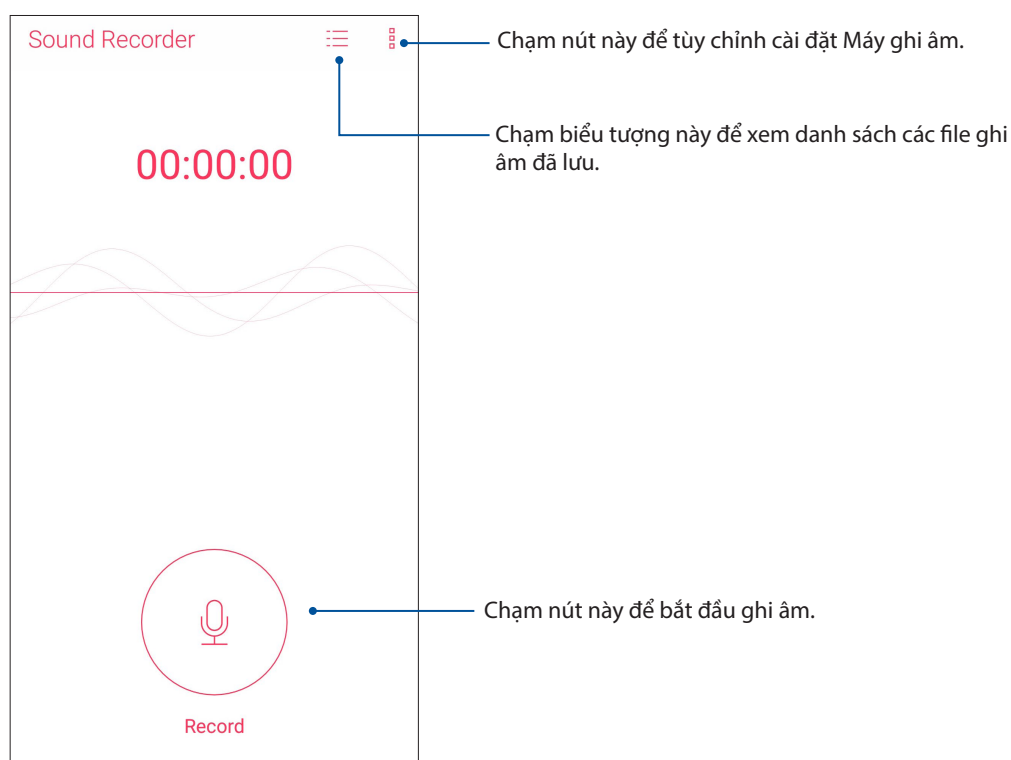 Sound Recorder
Chạm nút này để tùy chỉnh cài đặt Máy ghi âm.
Chạm biểu tượng này để xem danh sách các file ghi
âm đã lưu.
00:00:00
Chạm nút này để bắt đầu ghi âm.
Record